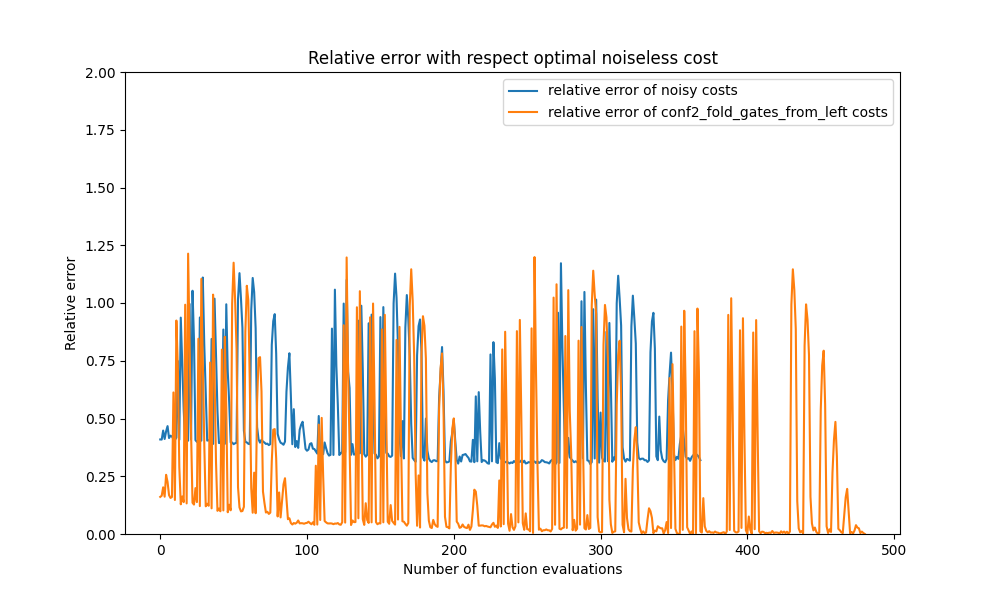 Relative error with respect optimal noiseless cost
relative error of noisy costs
relative error of conf2_fold_gates_from_left costs
2.00
1.75
1.50
1.25
1.00
0.75
0.50
0.25
0.00
Relative error
0 100 200 300 400 500
Number of function evaluations